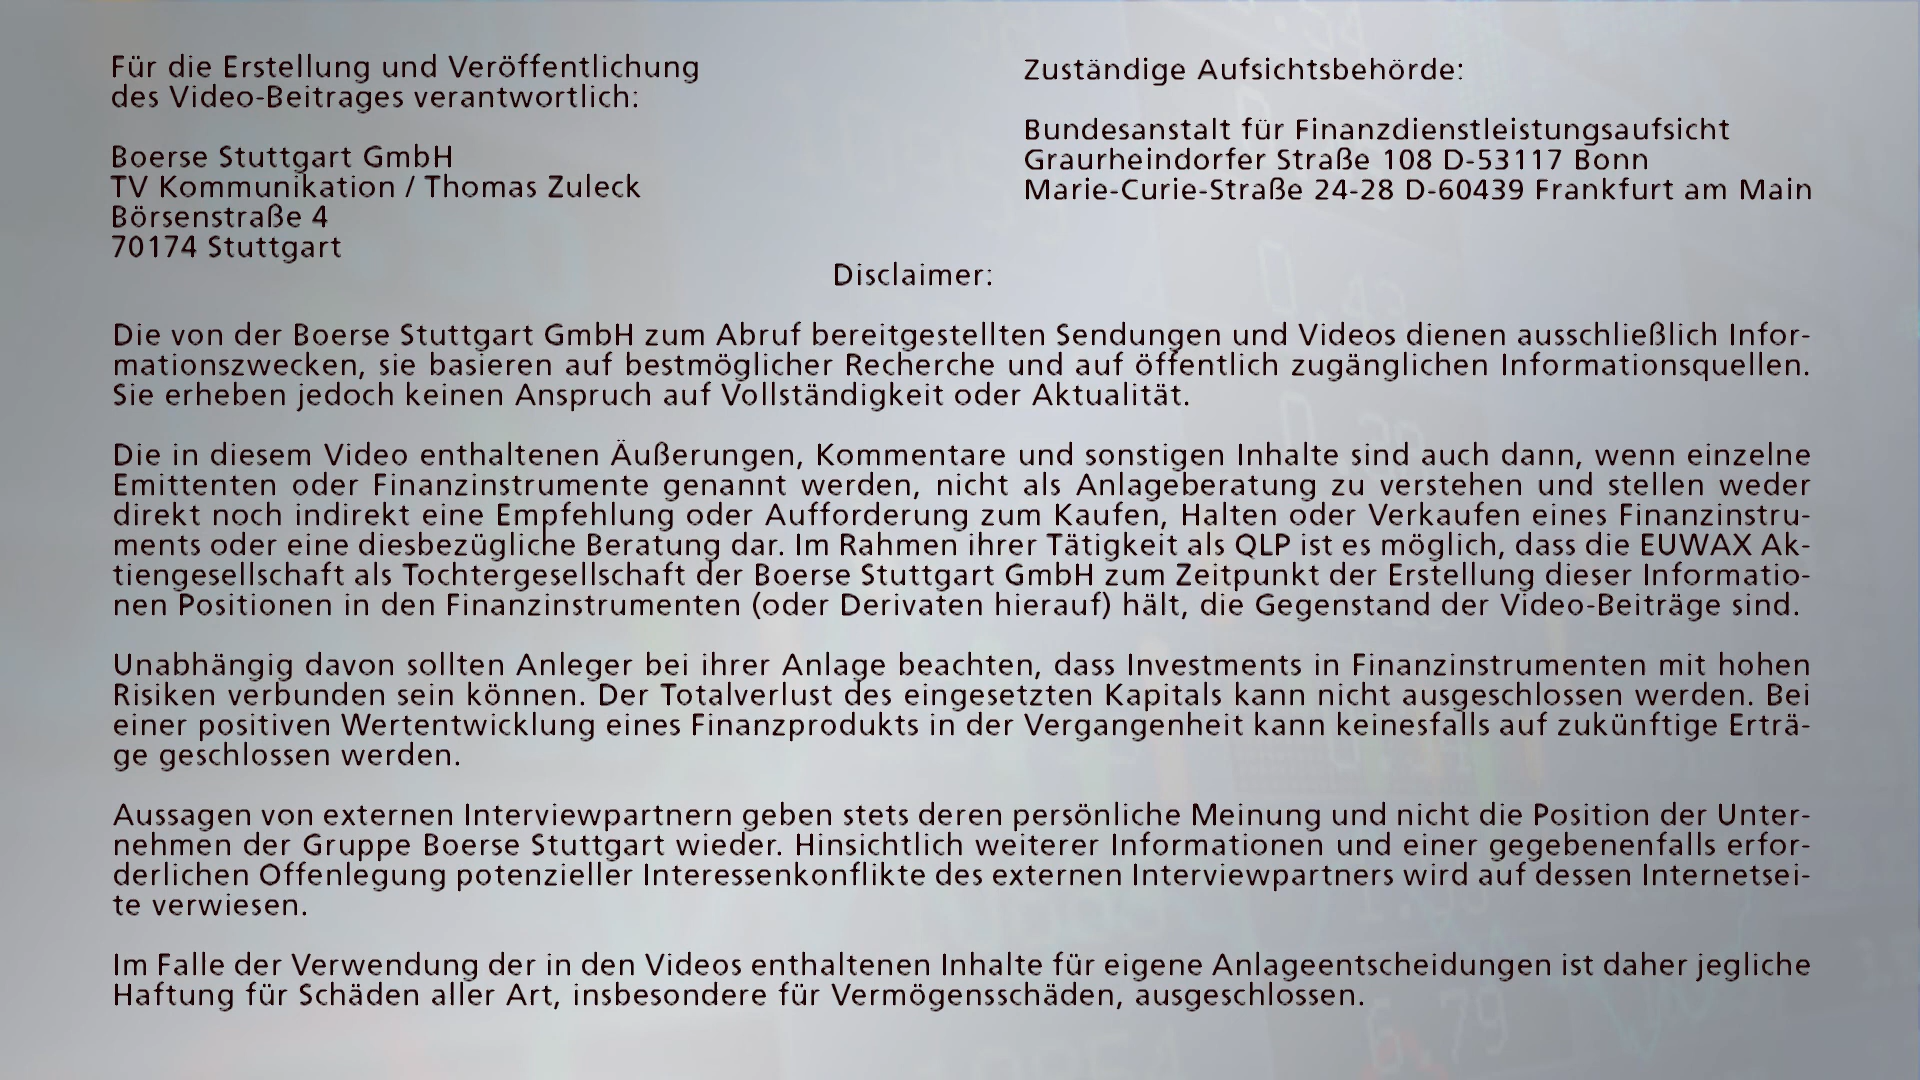 Für die Erstellung und Veröffentlichung
des Video-Beitrages verantwortlich:
Boerse Stuttgart GmbH
TV Kommunikation / Thomas Zuleck
Börsenstraße 4
70174 Stuttgart
Zuständige Aufsichtsbehörde:
Bundesanstalt für Finanzdienstleistungsaufsicht
Graurheindorfer Straße 108 D-53117 Bonn
Marie-Curie-Straße 24-28 D-60439 Frankfurt am Main
Disclaimer:
Die von der Boerse Stuttgart GmbH zum Abruf bereitgestellten Sendungen und Videos dienen ausschließlich Infor-
mationszwecken, sie basieren auf bestmöglicher Recherche und auf öffentlich zugänglichen Informationsquellen.
Sie erheben jedoch keinen Anspruch auf Vollständigkeit oder Aktualität.
Die in diesem Video enthaltenen Äußerungen, Kommentare und sonstigen Inhalte sind auch dann, wenn einzelne
Emittenten oder Finanzinstrumente genannt werden, nicht als Anlageberatung zu verstehen und stellen weder
direkt noch indirekt eine Empfehlung oder Aufforderung zum Kaufen, Halten oder Verkaufen eines Finanzinstru-
ments oder eine diesbezügliche Beratung dar. Im Rahmen ihrer Tätigkeit als QLP ist es möglich, dass die EUWAX Ak-
tiengesellschaft als Tochtergesellschaft der Boerse Stuttgart GmbH zum Zeitpunkt der Erstellung dieser Informatio-
nen Positionen in den Finanzinstrumenten (oder Derivaten hierauf) hält, die Gegenstand der Video-Beiträge sind.
Unabhängig davon sollten Anleger bei ihrer Anlage beachten, dass Investments in Finanzinstrumenten mit hohen
Risiken verbunden sein können. Der Totalverlust des eingesetzten Kapitals kann nicht ausgeschlossen werden. Bei
einer positiven Wertentwicklung eines Finanzprodukts in der Vergangenheit kann keinesfalls auf zukünftige Erträ-
ge geschlossen werden.
Aussagen von externen Interviewpartnern geben stets deren persönliche Meinung und nicht die Position der Unter-
nehmen der Gruppe Boerse Stuttgart wieder. Hinsichtlich weiterer Informationen und einer gegebenenfalls erfor-
derlichen Offenlegung potenzieller Interessenkonflikte des externen Interviewpartners wird auf dessen Internetsei-
te verwiesen.
Im Falle der Verwendung der in den Videos enthaltenen Inhalte für eigene Anlageentscheidungen ist daher jegliche
Haftung für Schäden aller Art, insbesondere für Vermögensschäden, ausgeschlossen.